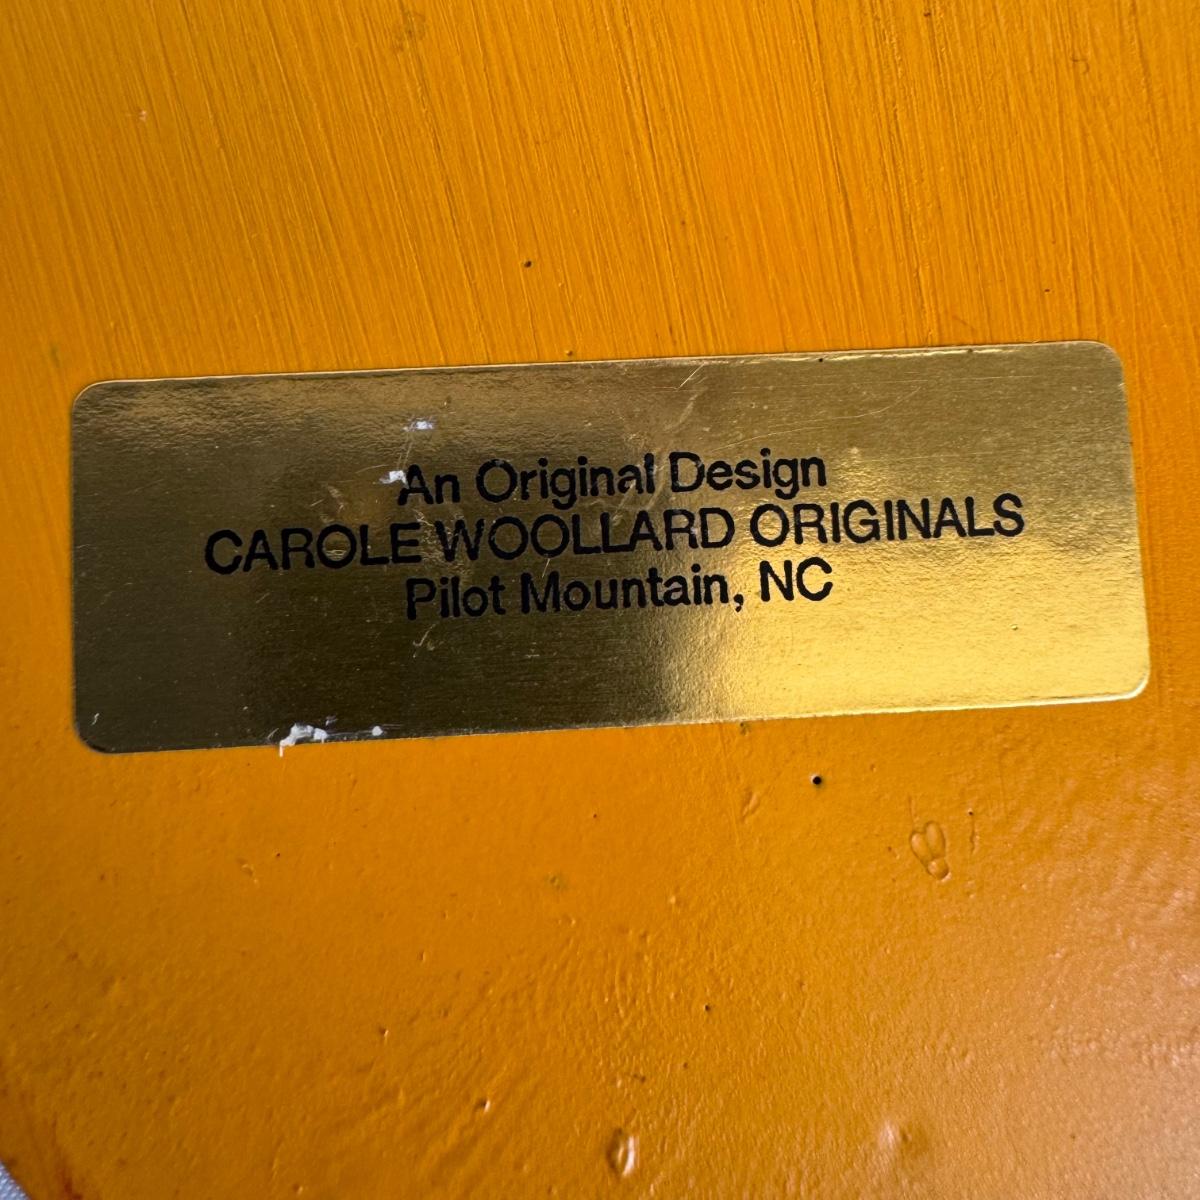 An Original Design
CAROLE WOOLLARD ORIGINALS
Pilot Mountain, NC